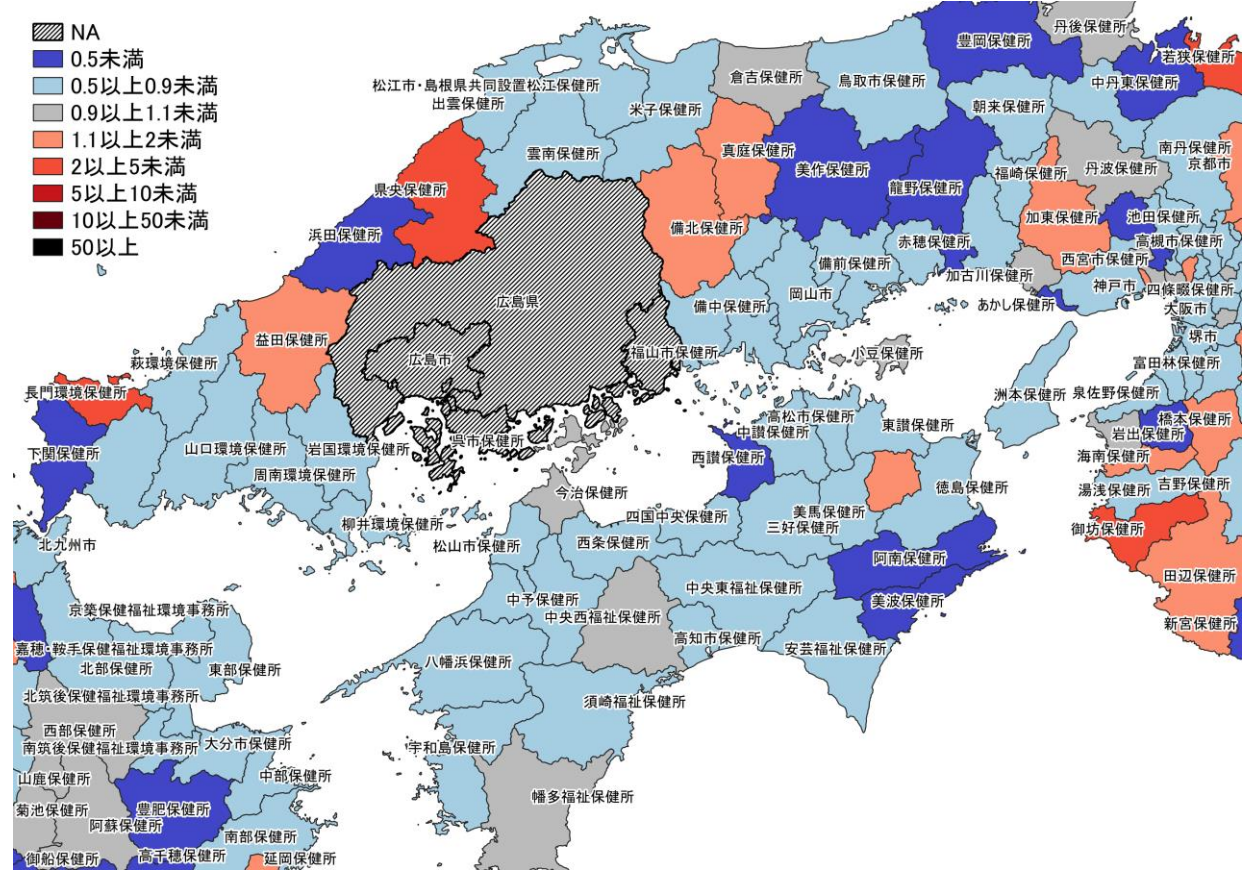 NA
0.5未満
0.5以上0.9未満
0.9以上1.1未満
1.1以上2未満
2以上5未満
5以上10未満
10以上50未満
50以上
丹後保健所
豊岡保健所
若狭保健所
倉吉保健所
鳥取市保健所
中丹東保健所
松江市・島根県共同設置松江保健所
出雲保健所
米子保健所
朝来保健所
雲南保健所
真庭保健所
美作保健所
龍野保健所
福崎保健所
丹波保健所
南丹保健所
京都市
県央保健所
浜田保健所
備北保健所
加東保健所
池田保健所
赤穂保健所
高槻市保健所
西宮市保健所
備前保健所
加古川保健所
神戸市
四條畷保健所
岡山市
備中保健所
あかし保健所
大阪市
広島県
益田保健所
堺市
広島市
福山市保健所
小豆保健所
萩環境保健所
富田林保健所
長門環境保健所
洲本保健所
泉佐野保健所
高松市保健所
橋本保健所
中讃保健所
東讃保健所
岩出保健所
呉市保健所
下関保健所
山口環境保健所
岩国環境保健所
西讃保健所
海南保健所
周南環境保健所
今治保健所
徳島保健所
湯浅保健所
吉野保健所
四国中央保健所
美馬保健所
三好保健所
柳井環境保健所
御坊保健所
北九州市
松山市保健所
西条保健所
阿南保健所
田辺保健所
中央東福祉保健所
中予保健所
美波保健所
京築保健福祉環境事務所
中央西福祉保健所
新宮保健所
高知市保健所
安芸福祉保健所
嘉穂・鞍手保健福祉環境事務所
北部保健所
東部保健所
八幡浜保健所
北筑後保健福祉環境事務所
須崎福祉保健所
西部保健所
南筑後保健福祉環境事務所
大分市保健所
宇和島保健所
山鹿保健所
中部保健所
幡多福祉保健所
菊池保健所
豊肥保健所
阿蘇保健所
南部保健所
御船保健所
高千穂保健所
延岡保健所